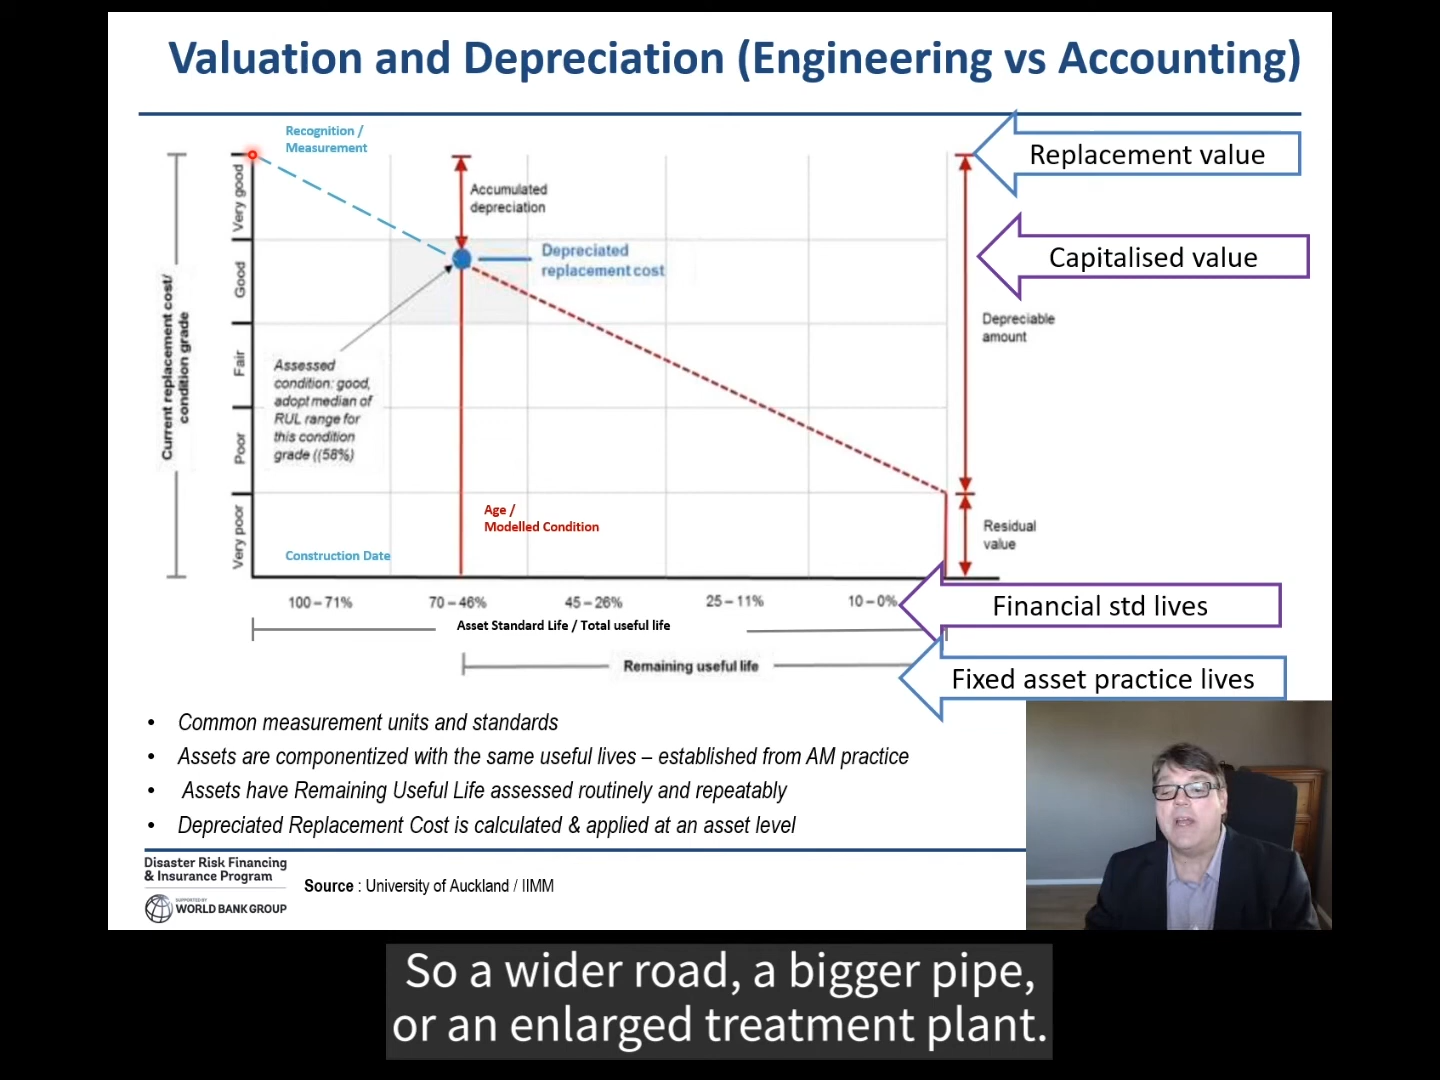 Valuation and Depreciation (Engineering vs Accounting)
Recognition /
Measurement
Replacement value
Accumulated
depreciation
Capitalised value
Depreciated
replacement cost
Depreciable
amount
Current replacement cost/
condition grade
Very good
Good
Fair
Poor
Very poor
Assessed
condition: good,
adopt median of
RUL range for
this condition
grade ((58%)
Age /
Modelled Condition
Residual
value
Construction Date
100 – 71%
70 – 46%
45 – 26%
25 – 11%
10 – 0%
Financial std lives
Asset Standard Life / Total useful life
Remaining useful life
Fixed asset practice lives
• Common measurement units and standards
• Assets are componentized with the same useful lives – established from AM practice
• Assets have Remaining Useful Life assessed routinely and repeatably
• Depreciated Replacement Cost is calculated & applied at an asset level
Disaster Risk Financing
& Insurance Program
SUPPORTED BY
WORLD BANK GROUP
Source : University of Auckland / IIMM
So a wider road, a bigger pipe,
or an enlarged treatment plant.